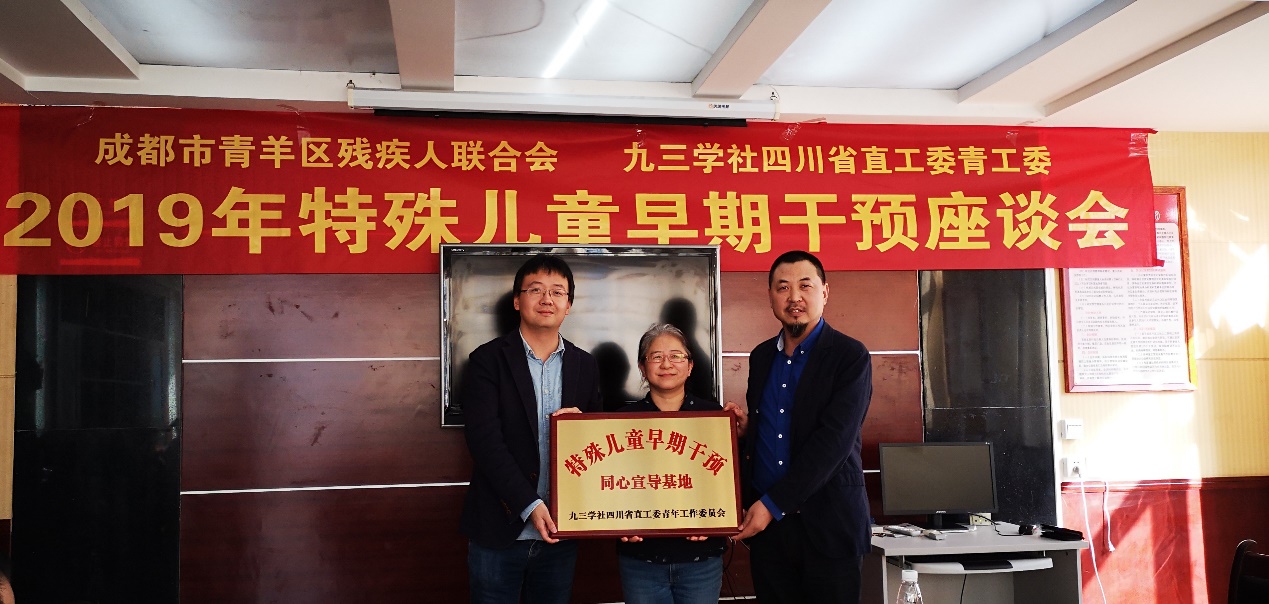 成都市青羊区残疾人联合会 九三学社四川省直工委青工委
2019年特殊儿童早期干预座谈会
特殊儿童早期干预
同心宣导基地
九三学社四川省直工委青年工作委员会